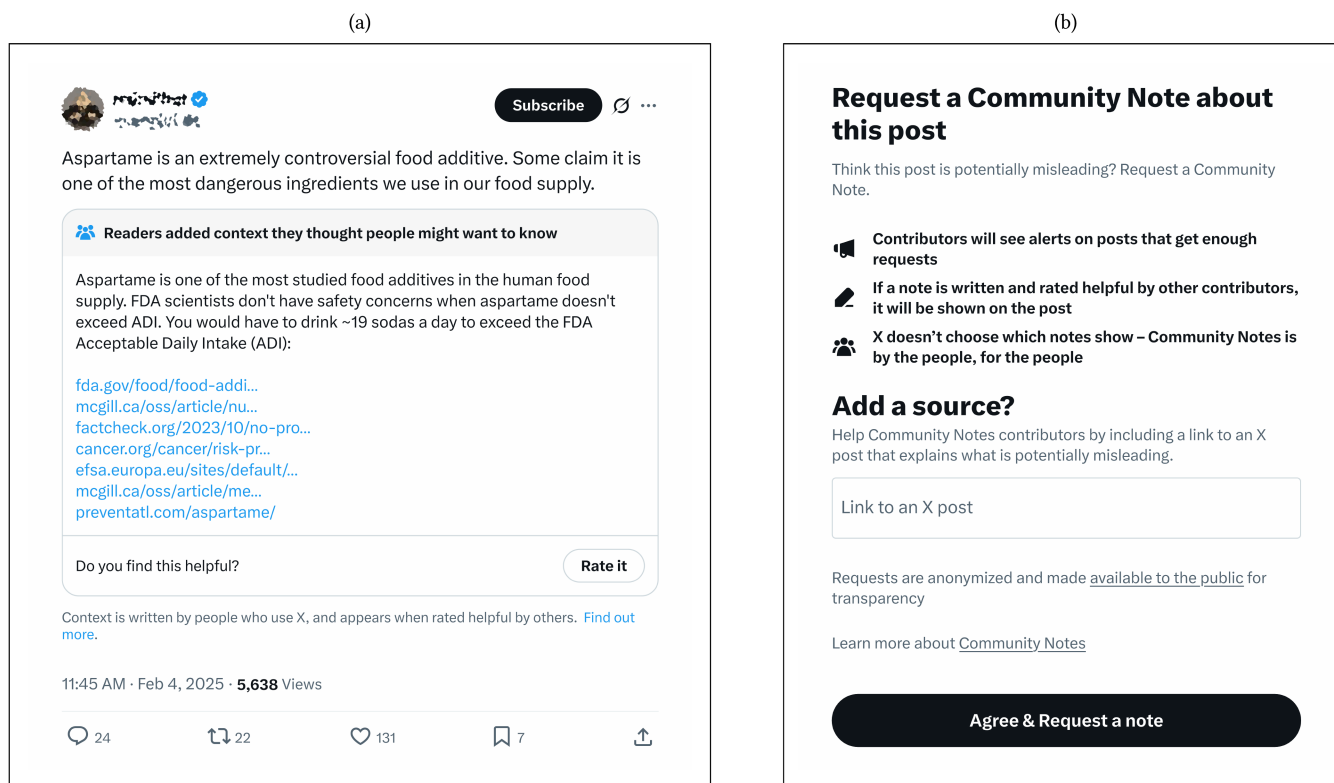 (a)
Subscribe
Aspartame is an extremely controversial food additive. Some claim it is
one of the most dangerous ingredients we use in our food supply.
Readers added context they thought people might want to know
Aspartame is one of the most studied food additives in the human food
supply. FDA scientists don't have safety concerns when aspartame doesn't
exceed ADI. You would have to drink ~19 sodas a day to exceed the FDA
Acceptable Daily Intake (ADI):
fda.gov/food/food-addi...
mcgill.ca/oss/article/nu...
factcheck.org/2023/10/no-pro...
cancer.org/cancer/risk-pr...
efsa.europa.eu/sites/default/...
mcgill.ca/oss/article/me...
preventatl.com/aspartame/
Do you find this helpful?
Rate it
Context is written by people who use X, and appears when rated helpful by others. Find out
more.
11:45 AM · Feb 4, 2025 · 5,638 Views
24 22 131 7
(b)
Request a Community Note about
this post
Think this post is potentially misleading? Request a Community
Note.
Contributors will see alerts on posts that get enough
requests
If a note is written and rated helpful by other contributors,
it will be shown on the post
X doesn’t choose which notes show – Community Notes is
by the people, for the people
Add a source?
Help Community Notes contributors by including a link to an X
post that explains what is potentially misleading.
Link to an X post
Requests are anonymized and made available to the public for
transparency
Learn more about Community Notes
Agree & Request a note